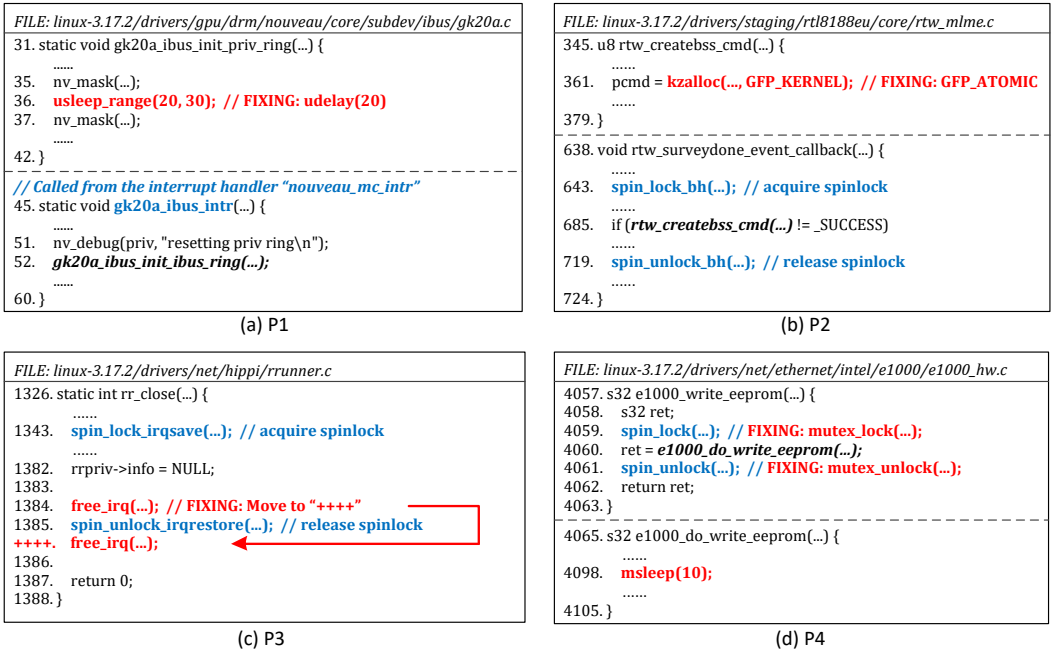 FILE: linux-3.17.2/drivers/gpu/drm/nouveau/core/subdev/ibus/gk20a.c
31. static void gk20a_ibus_init_priv_ring(...) {
......
35. nv_mask(...);
36. usleep_range(20, 30); // FIXING: udelay(20)
37. nv_mask(...);
......
42. }
// Called from the interrupt handler “nouveau_mc_intr”
45. static void gk20a_ibus_intr(...) {
......
51. nv_debug(priv, "resetting priv ring\n");
52. gk20a_ibus_init_ibus_ring(...);
......
60. }
(a) P1
FILE: linux-3.17.2/drivers/staging/rtl8188eu/core/rtw_mlme.c
345. u8 rtw_createbss_cmd(...) {
......
361. pcmd = kzalloc(..., GFP_KERNEL); // FIXING: GFP_ATOMIC
......
379. }
638. void rtw_surveydone_event_callback(...) {
......
643. spin_lock_bh(...); // acquire spinlock
......
685. if (rtw_createbss_cmd(...) != _SUCCESS)
......
719. spin_unlock_bh(...); // release spinlock
......
724. }
(b) P2
FILE: linux-3.17.2/drivers/net/hippi/rrunner.c
1326. static int rr_close(...) {
......
1343. spin_lock_irqsave(...); // acquire spinlock
......
1382. rrpriv->info = NULL;
1383.
1384. free_irq(...); // FIXING: Move to “++++”
1385. spin_unlock_irqrestore(...); // release spinlock
++++. free_irq(...);
1386.
1387. return 0;
1388. }
(c) P3
FILE: linux-3.17.2/drivers/net/ethernet/intel/e1000/e1000_hw.c
4057. s32 e1000_write_eeprom(...) {
4058. s32 ret;
4059. spin_lock(...); // FIXING: mutex_lock(...);
4060. ret = e1000_do_write_eeprom(...);
4061. spin_unlock(...); // FIXING: mutex_unlock(...);
4062. return ret;
4063. }
4065. s32 e1000_do_write_eeprom(...) {
......
4098. msleep(10);
......
4105. }
(d) P4